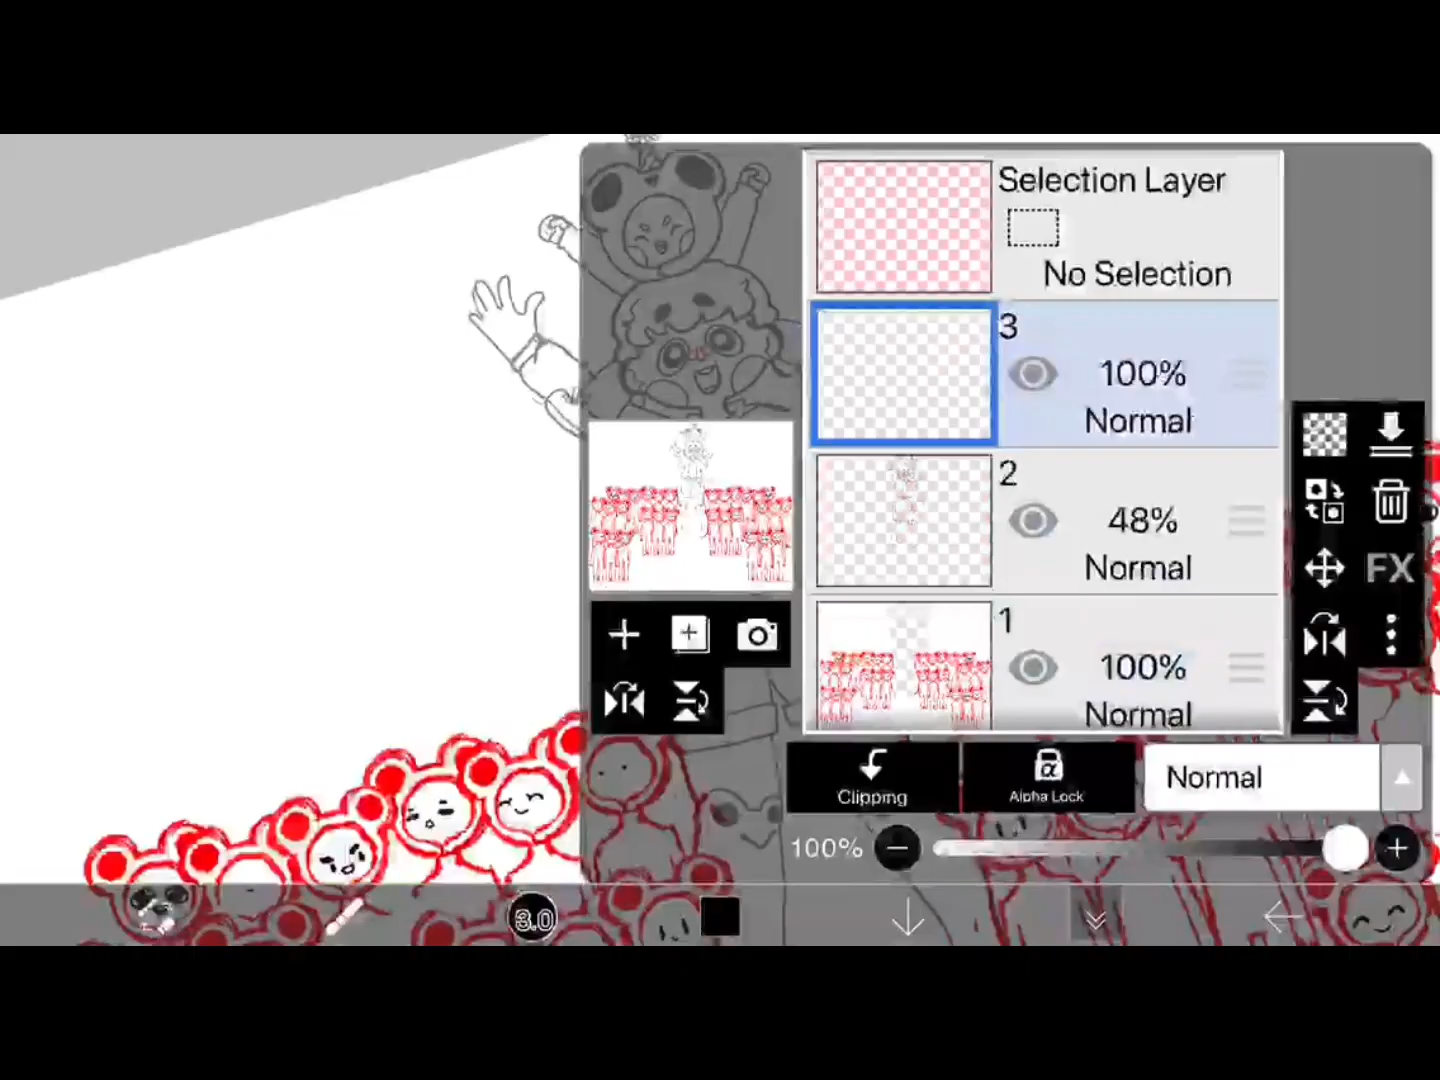 Selection Layer
No Selection
3
100%
Normal
2
48%
Normal
1
100%
Normal
FX
Clipping
Alpha Lock
Normal
100%
3.0